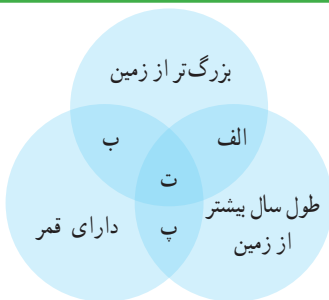 بزرگ‌تر از زمین
الف
ب
ت
طول سال بیشتر
از زمین
پ
دارای قمر